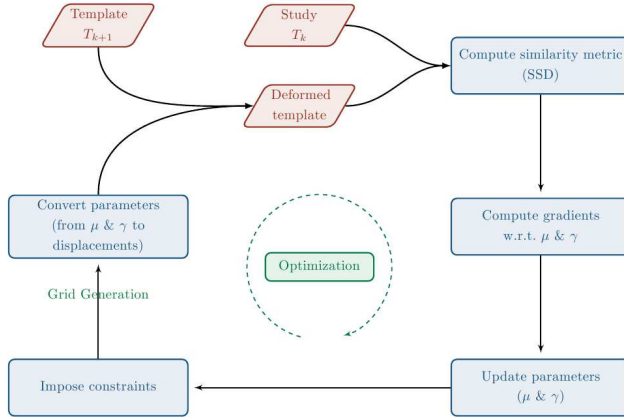 Template
T_{k+1}
Study
T_k
Compute similarity metric
(SSD)
Deformed
template
Convert parameters
(from μ & γ to
displacements)
Compute gradients
w.r.t. μ & γ
Optimization
Grid Generation
Impose constraints
Update parameters
(μ & γ)